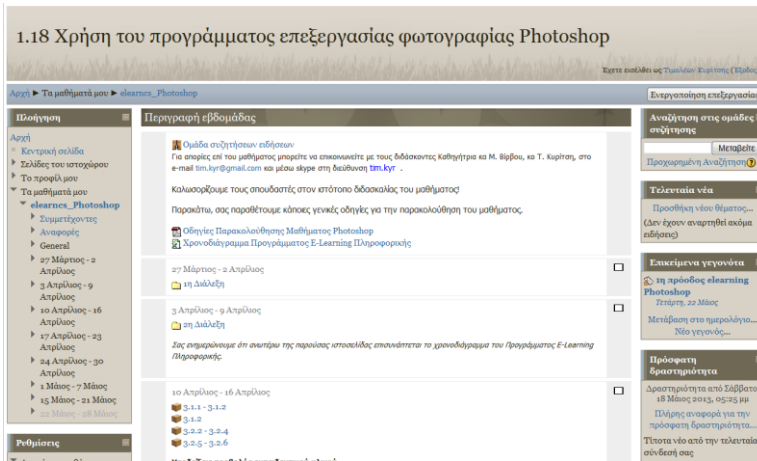 1.18 Χρήση του προγράμματος επεξεργασίας φωτογραφίας Photoshop
Έχετε εισέλθει ως Τιμολέων Κυρίτσης (Έξοδος
Αρχή ► Τα μαθήματά μου ► elearncs_Photoshop
Ενεργοποίηση επεξεργασίας
Πλοήγηση
Αρχή
Κεντρική σελίδα
Σελίδες του ιστοχώρου
Το προφίλ μου
Τα μαθήματά μου
elearncs_Photoshop
Συμμετέχοντες
Αναφορές
General
27 Μάρτιος - 2
Απρίλιος
3 Απρίλιος - 9
Απρίλιος
10 Απρίλιος - 16
Απρίλιος
17 Απρίλιος - 23
Απρίλιος
24 Απρίλιος - 30
Απρίλιος
1 Μάιος - 7 Μάιος
15 Μάιος - 21 Μάιος
22 Μάιος - 28 Μάιος
Ρυθμίσεις
Περιγραφή εβδομάδας
Ομάδα συζητήσεων ειδήσεων
Για απορίες επί του μαθήματος μπορείτε να επικοινωνείτε με τους διδάσκοντες Καθηγήτρια κα Μ. Βίρβου, κα Τ. Κυρίτση, στο
e-mail tim.kyr@gmail.com και μέσω skype στη διεύθυνση tim.kyr .
Καλωσορίζουμε τους σπουδαστές στον ιστότοπο διδασκαλίας του μαθήματος!
Παρακάτω, σας παραθέτουμε κάποιες γενικές οδηγίες για την παρακολούθηση του μαθήματος.
Οδηγίες Παρακολούθησης Μαθήματος Photoshop
Χρονοδιάγραμμα Προγράμματος E-Learning Πληροφορικής
27 Μάρτιος - 2 Απρίλιος
1η Διάλεξη
3 Απρίλιος - 9 Απρίλιος
2η Διάλεξη
Σας ενημερώνουμε ότι ανωτέρω της παρούσας ιστοσελίδας επισυνάπτεται το χρονοδιάγραμμα του Προγράμματος E-Learning
Πληροφορικής.
10 Απρίλιος - 16 Απρίλιος
3.1.1 - 3.1.2
3.1.2
3.2.2 - 3.2.4
3.2.5 - 3.2.6
Αναζήτηση στις ομάδες
συζήτησης
Μεταβείτε
Προχωρημένη Αναζήτηση
Τελευταία νέα
Προσθήκη νέου θέματος...
(Δεν έχουν αναρτηθεί ακόμα
ειδήσεις)
Επικείμενα γεγονότα
1η πρόοδος elearning
Photoshop
Τετάρτη, 22 Μάιος
Μετάβαση στο ημερολόγιο...
Νέο γεγονός...
Πρόσφατη
δραστηριότητα
Δραστηριότητα από Σάββατο
18 Μάιος 2013, 05:25 μμ
Πλήρης αναφορά για την
πρόσφατη δραστηριότητα...
Τίποτα νέο από την τελευταία
σύνδεσή σας